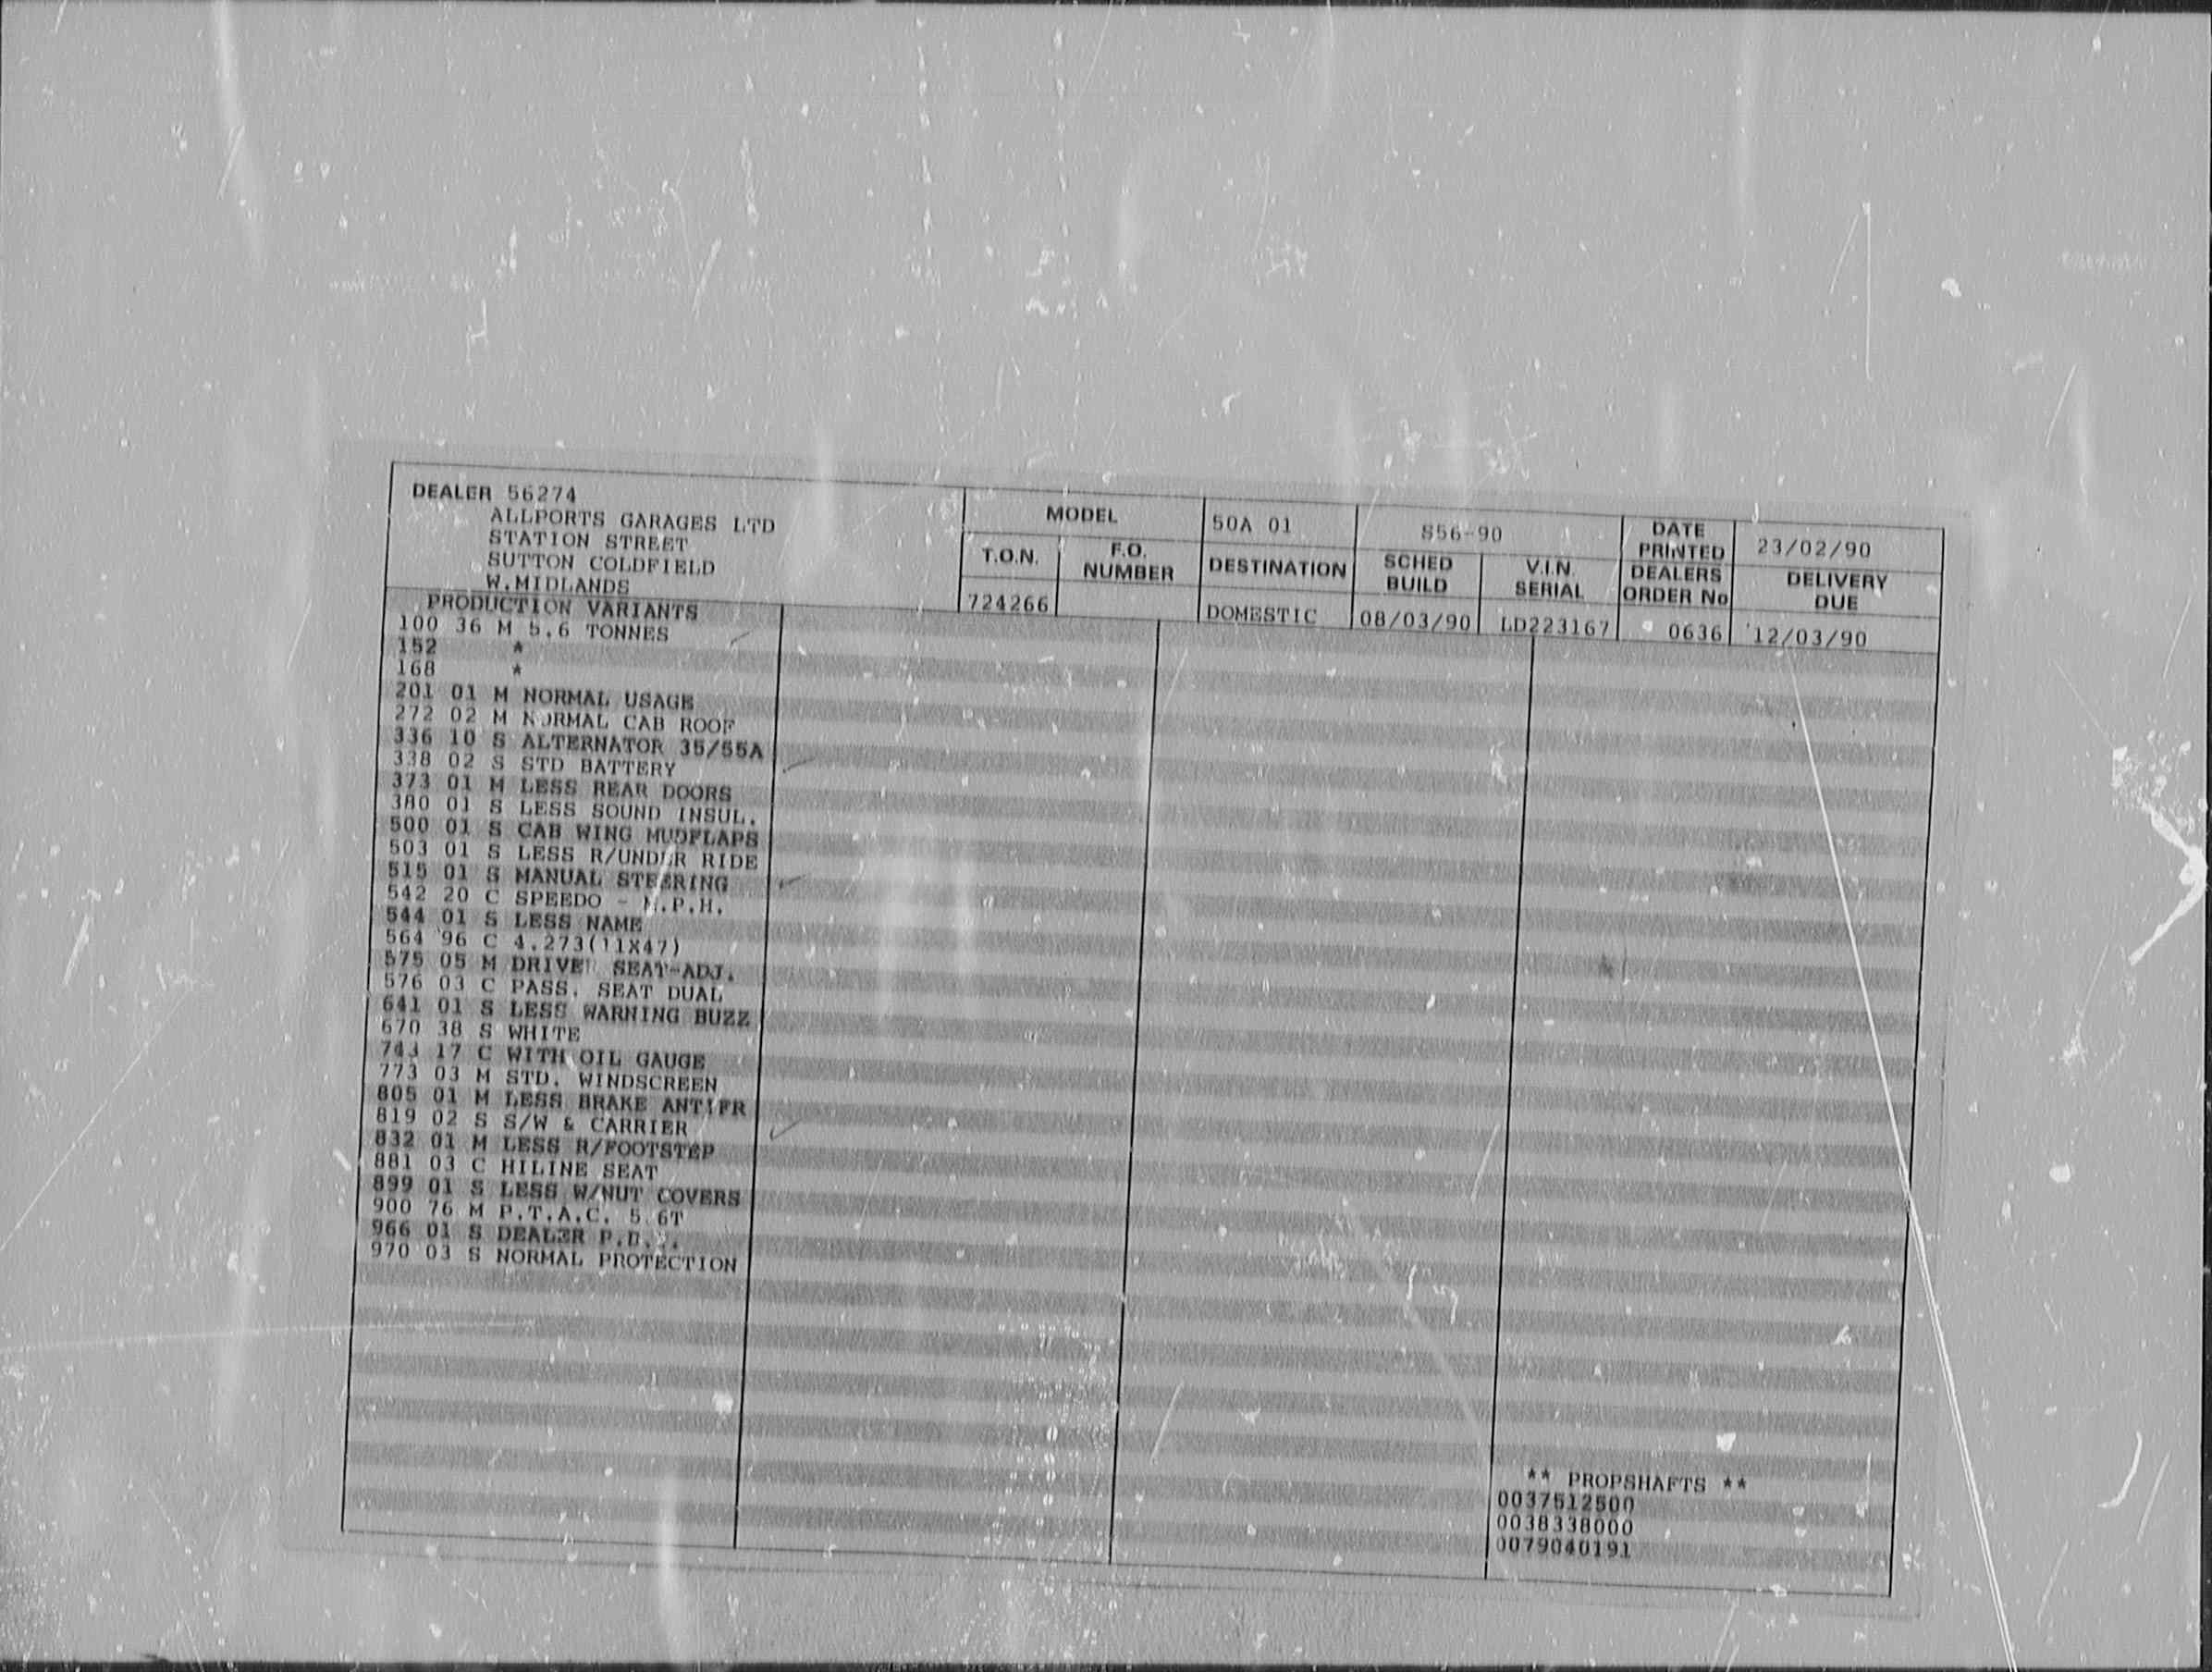 DEALER 56274
ALLPORTS GARAGES LTD
STATION STREET
SUTTON COLDFIELD
W.MIDLANDS
MODEL 50A 01 S56-90 DATE PRINTED 23/02/90
T.O.N. F.O. NUMBER DESTINATION SCHED BUILD V.I.N. SERIAL DEALERS ORDER No DELIVERY DUE
724266 DOMESTIC 08/03/90 LD223167 0636 12/03/90
PRODUCTION VARIANTS
100 36 M 5.6 TONNES
152 *
168 *
201 01 M NORMAL USAGE
272 02 M NORMAL CAB ROOF
336 10 S ALTERNATOR 35/55A
338 02 S STD BATTERY
373 01 M LESS REAR DOORS
380 01 S LESS SOUND INSUL.
500 01 S CAB WING MUDFLAPS
503 01 S LESS R/UNDER RIDE
515 01 S MANUAL STEERING
542 20 C SPEEDO - M.P.H.
544 01 S LESS NAME
564 96 C 4.273(11X47)
575 05 M DRIVER SEAT-ADJ.
576 03 C PASS. SEAT DUAL
641 01 S LESS WARNING BUZZ
670 38 S WHITE
743 17 C WITH OIL GAUGE
773 03 M STD. WINDSCREEN
805 01 M LESS BRAKE ANTIFR
819 02 S S/W & CARRIER
832 01 M LESS R/FOOTSTEP
881 03 C HILINE SEAT
899 01 S LESS W/NUT COVERS
900 76 M P.T.A.C. 5.6T
966 01 S DEALER
970 03 S NORMAL PROTECTION
** PROPSHAFTS **
0037512500
0038338000
0079040191